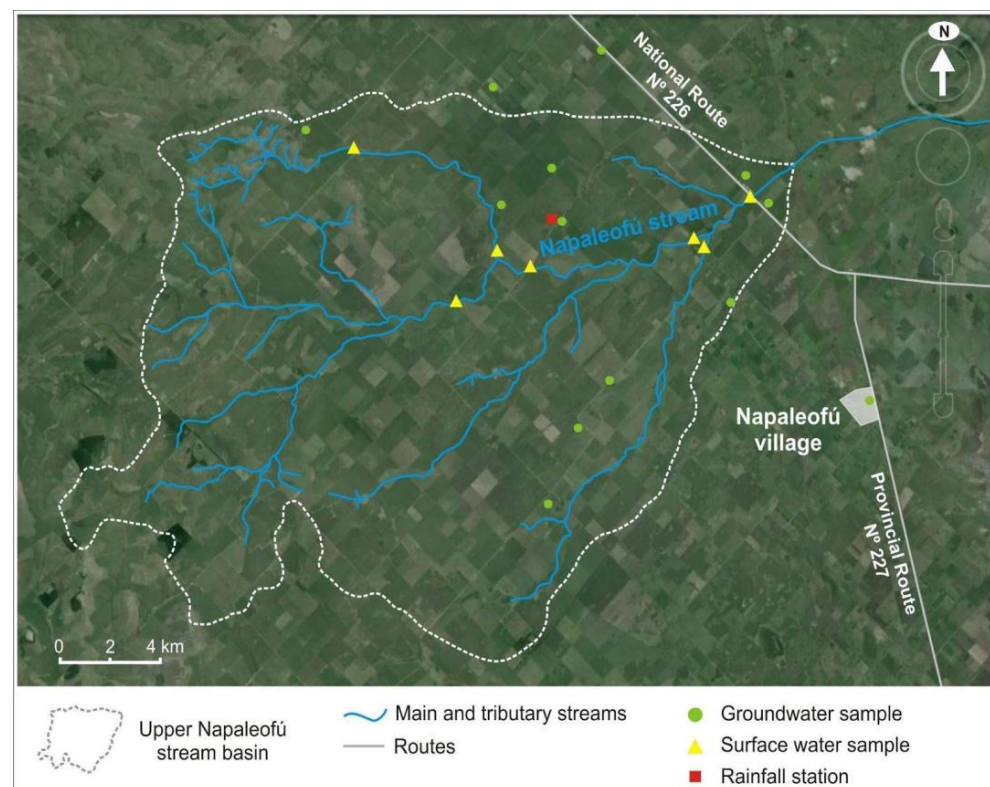 N
National Route
Nº 226
Napaleofú stream
Napaleofú
village
Provincial Route
Nº 227
0 2 4 km
Upper Napaleofú
stream basin
Main and tributary streams
Routes
Groundwater sample
Surface water sample
Rainfall station